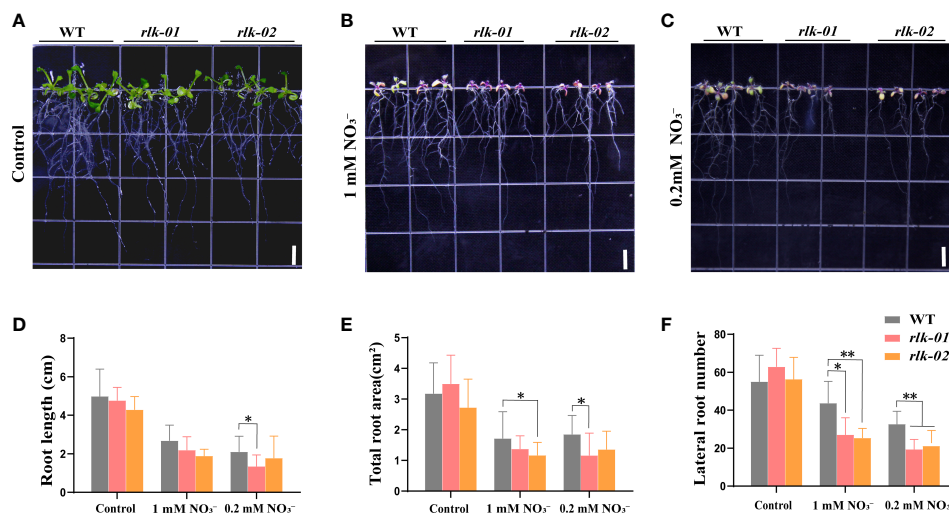 A
WT rlk-01 rlk-02
Control
B
WT rlk-01 rlk-02
1 mM NO₃⁻
C
WT rlk-01 rlk-02
0.2mM NO₃⁻
D
Root length (cm)
8
6
4
2
0
*
Control 1 mM NO₃⁻ 0.2 mM NO₃⁻
E
Total root area(cm²)
5
4
3
2
1
0
*
*
Control 1 mM NO₃⁻ 0.2 mM NO₃⁻
F
Lateral root number
80
60
40
20
0
**
*
**
Control 1 mM NO₃⁻ 0.2 mM NO₃
WT
rlk-01
rlk-02